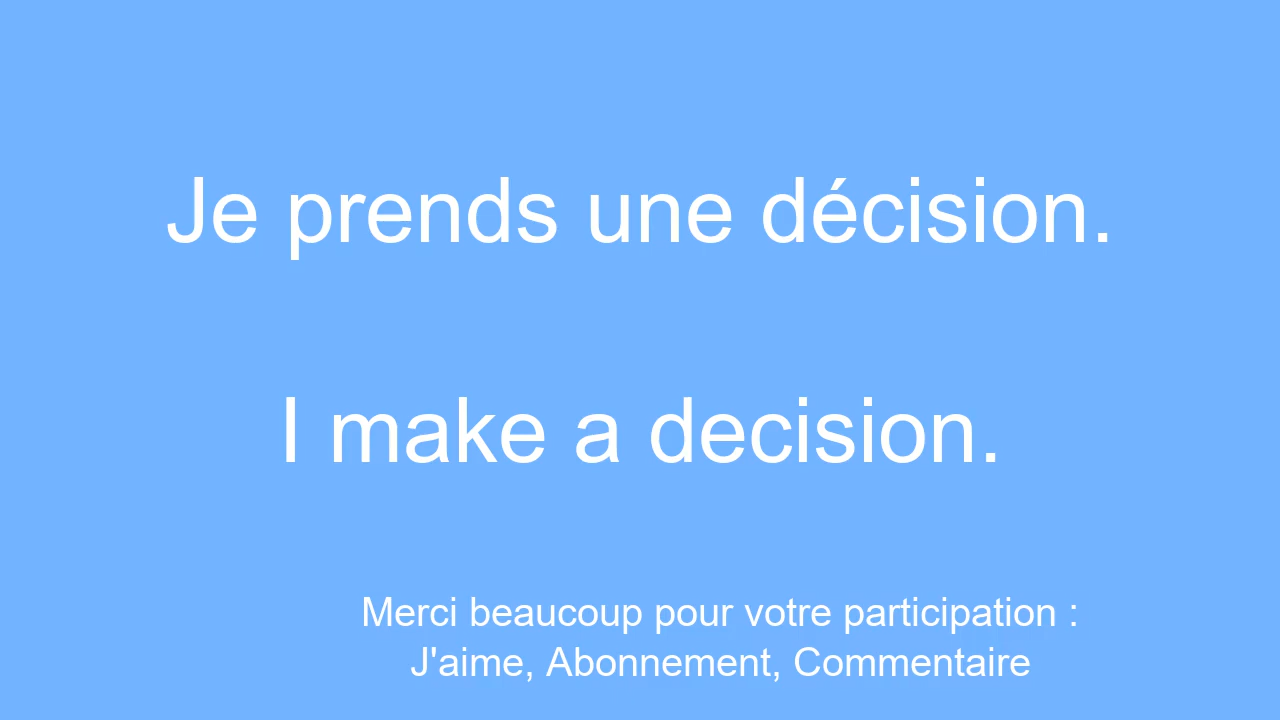 Je prends une décision.
I make a decision.
Merci beaucoup pour votre participation :
J'aime, Abonnement, Commentaire